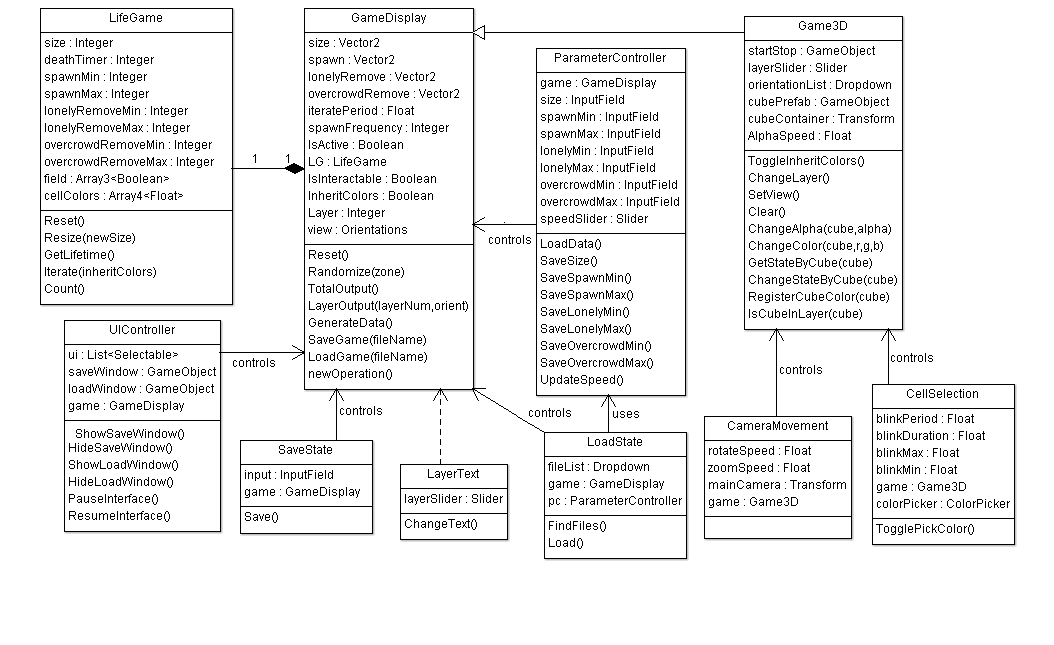 LifeGame
size : Integer
deathTimer : Integer
spawnMin : Integer
spawnMax : Integer
lonelyRemoveMin : Integer
lonelyRemoveMax : Integer
overcrowdRemoveMin : Integer
overcrowdRemoveMax : Integer
field : Array3<Boolean>
cellColors : Array4<Float>
Reset()
Resize(newSize)
GetLifetime()
Iterate(inheritColors)
Count()
1
1
GameDisplay
size : Vector2
spawn : Vector2
lonelyRemove : Vector2
overcrowdRemove : Vector2
iteratePeriod : Float
spawnFrequency : Integer
IsActive : Boolean
LG : LifeGame
IsInteractable : Boolean
InheritColors : Boolean
Layer : Integer
view : Orientations
Reset()
Randomize(zone)
TotalOutput()
LayerOutput(layerNum,orient)
GenerateData()
SaveGame(fileName)
LoadGame(fileName)
newOperation()
ParameterController
game : GameDisplay
size : InputField
spawnMin : InputField
spawnMax : InputField
lonelyMin : InputField
lonelyMax : InputField
overcrowdMin : InputField
overcrowdMax : InputField
speedSlider : Slider
LoadData()
SaveSize()
SaveSpawnMin()
SaveSpawnMax()
SaveLonelyMin()
SaveLonelyMax()
SaveOvercrowdMin()
SaveOvercrowdMax()
UpdateSpeed()
controls
Game3D
startStop : GameObject
layerSlider : Slider
orientationList : Dropdown
cubePrefab : GameObject
cubeContainer : Transform
AlphaSpeed : Float
ToggleInheritColors()
ChangeLayer()
SetView()
Clear()
ChangeAlpha(cube,alpha)
ChangeColor(cube,r,g,b)
GetStateByCube(cube)
ChangeStateByCube(cube)
RegisterCubeColor(cube)
IsCubeInLayer(cube)
UIController
ui : List<Selectable>
saveWindow : GameObject
loadWindow : GameObject
game : GameDisplay
ShowSaveWindow()
HideSaveWindow()
ShowLoadWindow()
HideLoadWindow()
PauseInterface()
ResumeInterface()
controls
controls
SaveState
input : InputField
game : GameDisplay
Save()
LayerText
layerSlider : Slider
ChangeText()
controls
uses
LoadState
fileList : Dropdown
game : GameDisplay
pc : ParameterController
FindFiles()
Load()
controls
CameraMovement
rotateSpeed : Float
zoomSpeed : Float
mainCamera : Transform
game : Game3D
controls
CellSelection
blinkPeriod : Float
blinkDuration : Float
blinkMax : Float
blinkMin : Float
game : Game3D
colorPicker : ColorPicker
TogglePickColor()